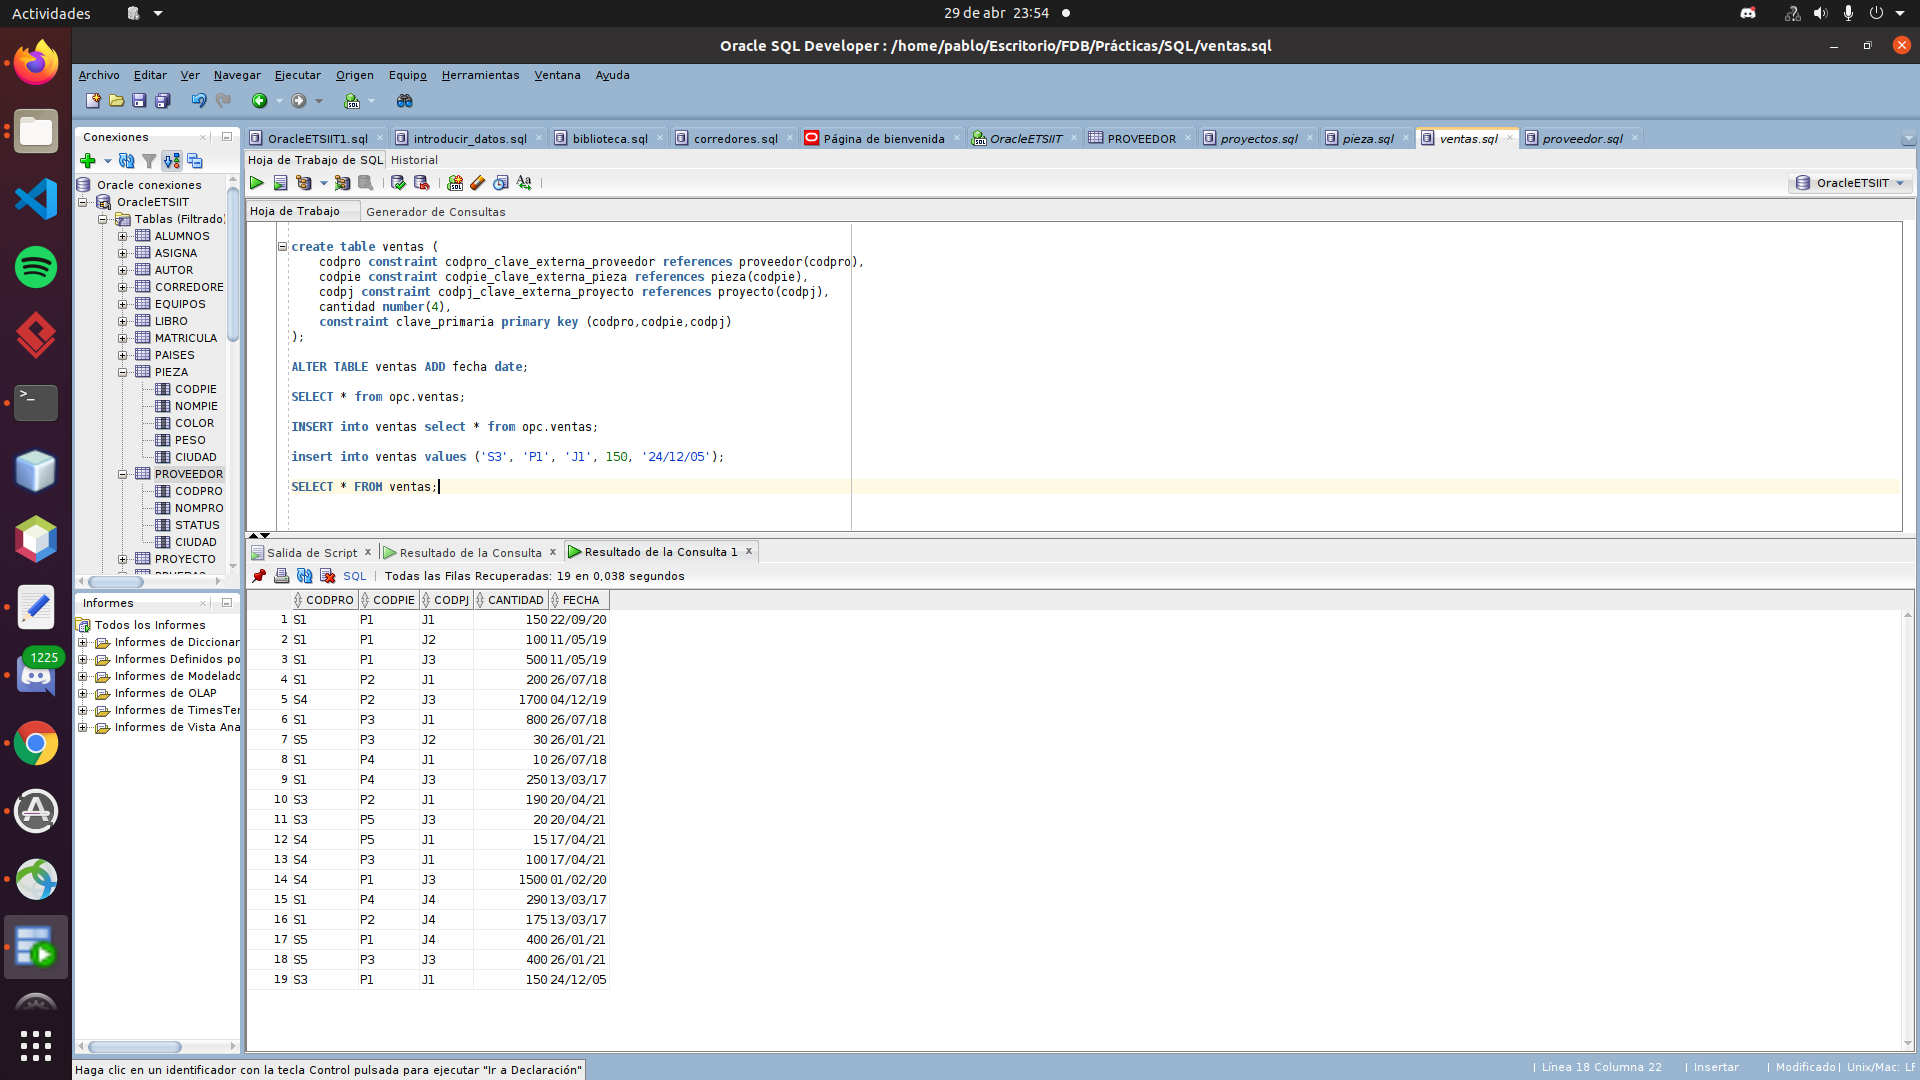 Actividades
29 de abr 23:54
Oracle SQL Developer : /home/pablo/Escritorio/FDB/Prácticas/SQL/ventas.sql
Archivo Editar Ver Navegar Ejecutar Origen Equipo Herramientas Ventana Ayuda
Conexiones
OracleETSIIT1.sql introducir_datos.sql biblioteca.sql corredores.sql Página de bienvenida OracleETSIIT PROVEEDOR proyectos.sql pieza.sql ventas.sql proveedor.sql
Hoja de Trabajo de SQL Historial
OracleETSIIT
Hoja de Trabajo Generador de Consultas
Oracle conexiones
OracleETSIIT
Tablas (Filtrado)
ALUMNOS
ASIGNA
AUTOR
CORREDORE
EQUIPOS
LIBRO
MATRICULA
PAISES
PIEZA
CODPIE
NOMPIE
COLOR
PESO
CIUDAD
PROVEEDOR
CODPRO
NOMPRO
STATUS
CIUDAD
PROYECTO
create table ventas (
codpro constraint codpro_clave_externa_proveedor references proveedor(codpro),
codpie constraint codpie_clave_externa_pieza references pieza(codpie),
codpj constraint codpj_clave_externa_proyecto references proyecto(codpj),
cantidad number(4),
constraint clave_primaria primary key (codpro,codpie,codpj)
);
ALTER TABLE ventas ADD fecha date;
SELECT * from opc.ventas;
INSERT into ventas select * from opc.ventas;
insert into ventas values ('S3', 'P1', 'J1', 150, '24/12/05');
SELECT * FROM ventas;
Salida de Script x Resultado de la Consulta x Resultado de la Consulta 1 x
SQL | Todas las Filas Recuperadas: 19 en 0,038 segundos
CODPRO CODPIE CODPJ CANTIDAD FECHA
1 S1 P1 J1 150 22/09/20
2 S1 P1 J2 100 11/05/19
3 S1 P1 J3 500 11/05/19
4 S1 P2 J1 200 26/07/18
5 S4 P2 J3 1700 04/12/19
6 S1 P3 J1 800 26/07/18
7 S5 P3 J2 30 26/01/21
8 S1 P4 J1 10 26/07/18
9 S1 P4 J3 250 13/03/17
10 S3 P2 J1 190 20/04/21
11 S3 P5 J3 20 20/04/21
12 S4 P5 J1 15 17/04/21
13 S4 P3 J1 100 17/04/21
14 S4 P1 J3 1500 01/02/20
15 S1 P4 J4 290 13/03/17
16 S1 P2 J4 175 13/03/17
17 S5 P1 J4 400 26/01/21
18 S5 P3 J3 400 26/01/21
19 S3 P1 J1 150 24/12/05
Informes
Todos los Informes
Informes de Diccionar
Informes Definidos po
Informes de Modelado
Informes de OLAP
Informes de TimesTe
Informes de Vista Ana
1225
Haga clic en un identificador con la tecla Control pulsada para ejecutar "Ir a Declaración"
| Línea 18 Columna 22 | Insertar | Modificado | Unix/Mac: LF